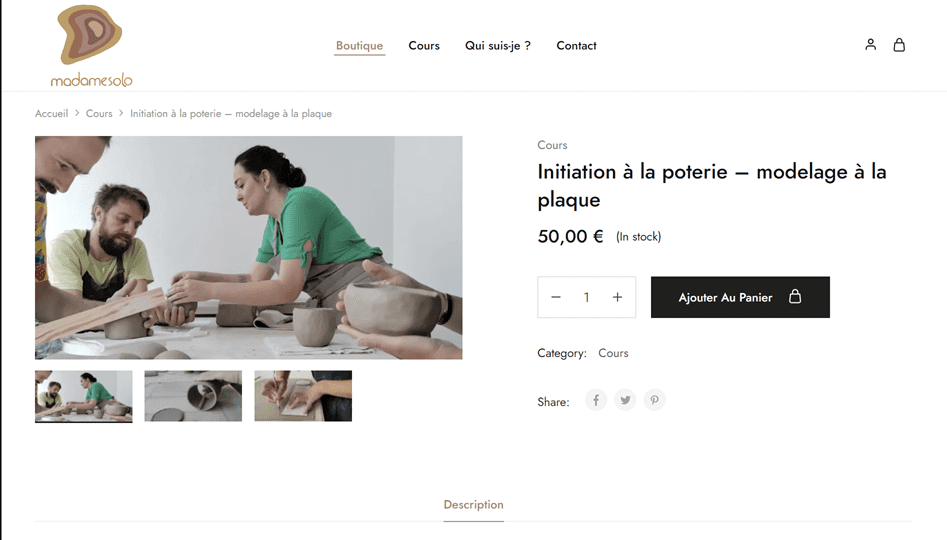 madamesolo
Boutique
Cours
Qui suis-je ?
Contact
Accueil > Cours > Initiation à la poterie – modelage à la plaque
Cours
Initiation à la poterie – modelage à la
plaque
50,00 € (In stock)
− 1 +
Ajouter Au Panier
Category: Cours
Share:
Description